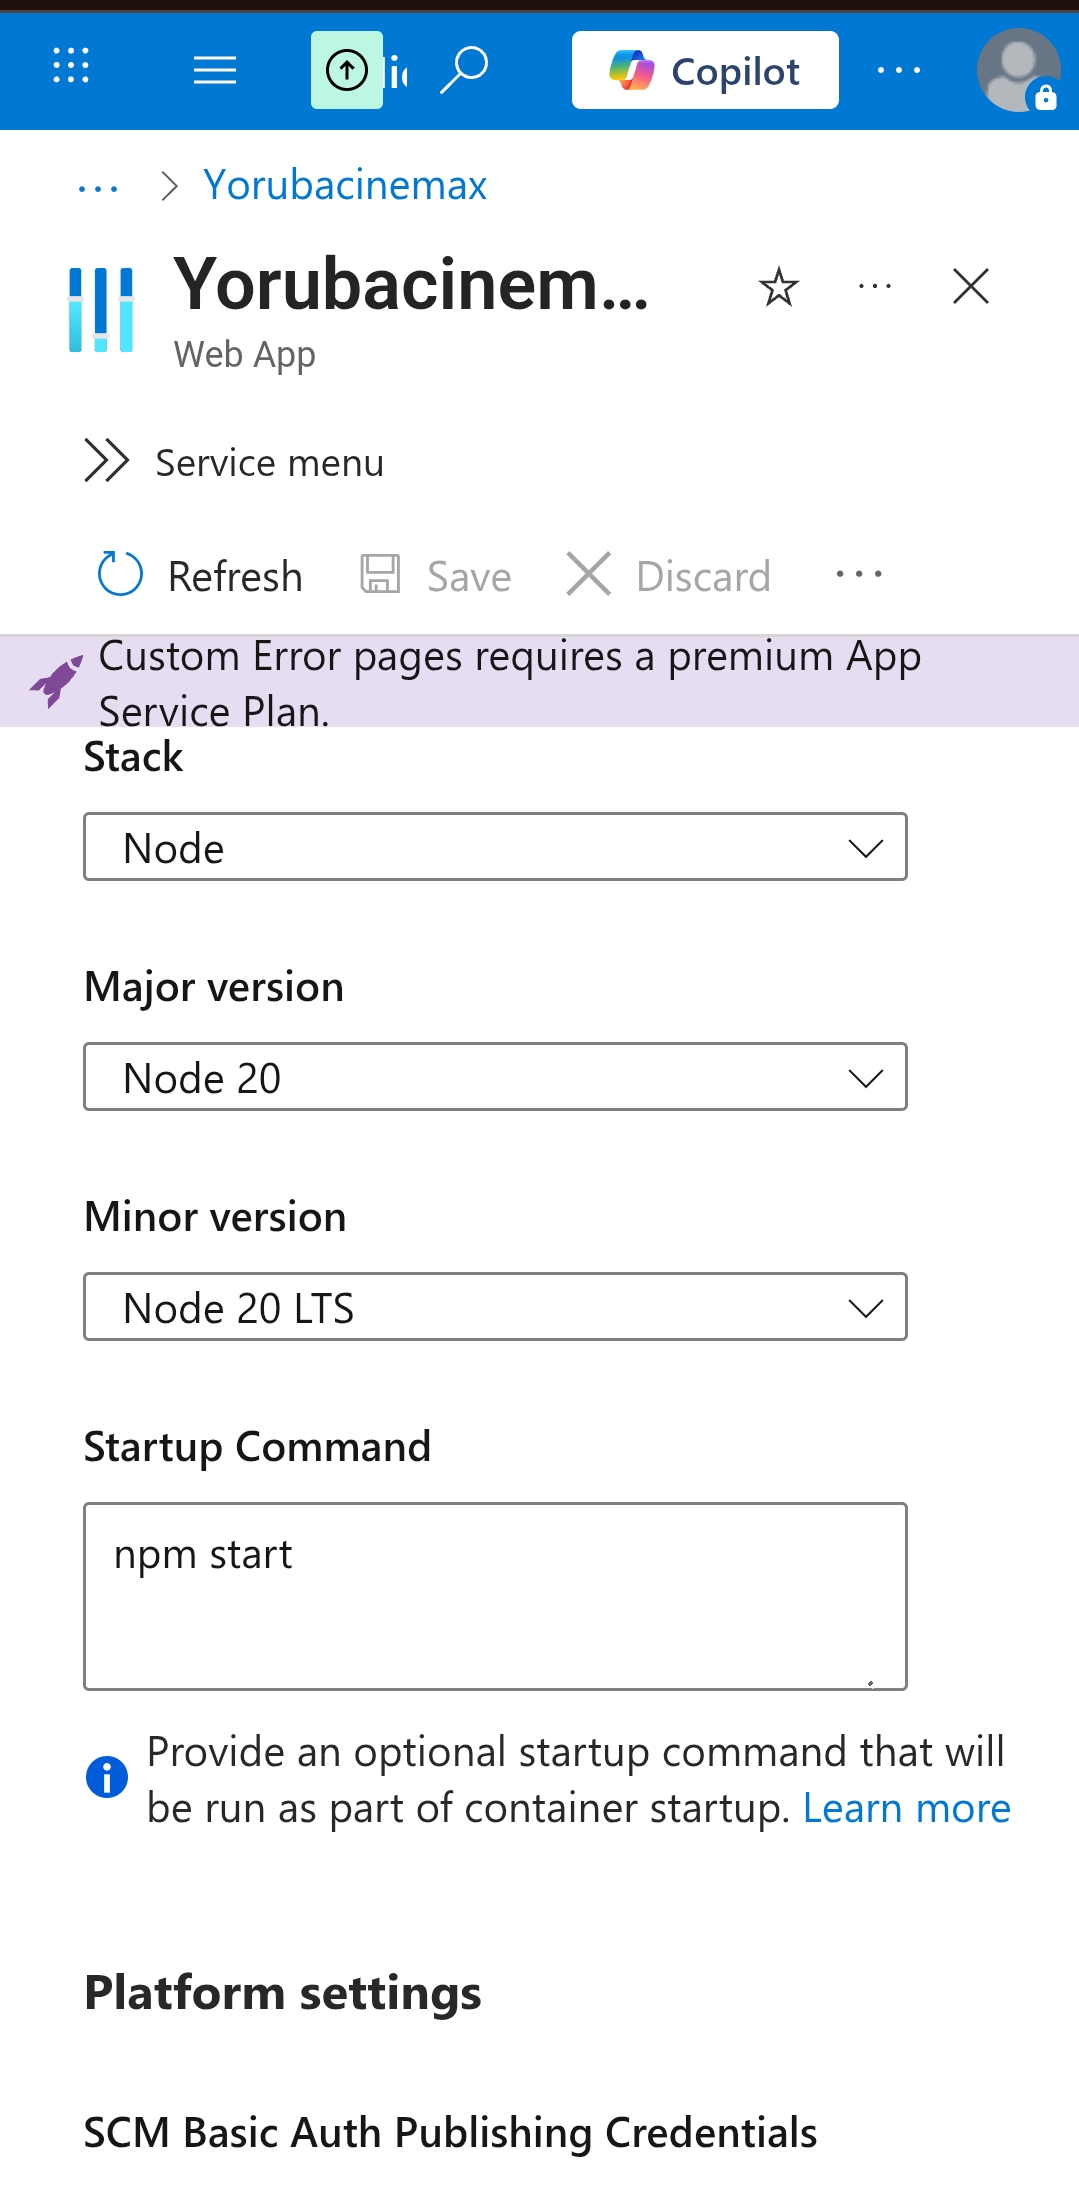 Copilot
Yorubacinemax
Yorubacinem...
Web App
Service menu
Refresh Save Discard
Custom Error pages requires a premium App
Service Plan.
Stack
Node
Major version
Node 20
Minor version
Node 20 LTS
Startup Command
npm start
Provide an optional startup command that will
be run as part of container startup. Learn more
Platform settings
SCM Basic Auth Publishing Credentials